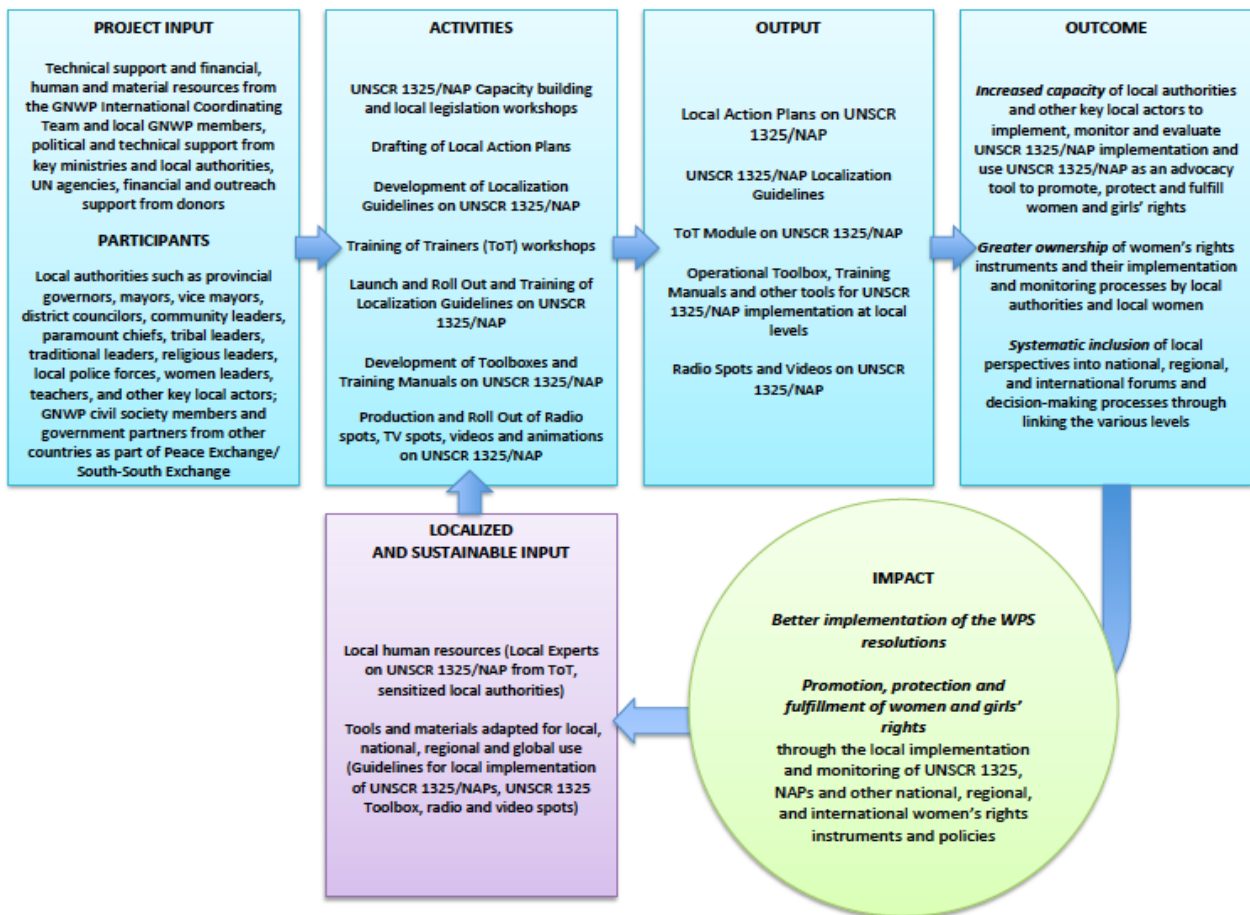 PROJECT INPUT
Technical support and financial,
human and material resources from
the GNWP International Coordinating
Team and local GNWP members,
political and technical support from
key ministries and local authorities,
UN agencies, financial and outreach
support from donors
PARTICIPANTS
Local authorities such as provincial
governors, mayors, vice mayors,
district councilors, community leaders,
paramount chiefs, tribal leaders,
traditional leaders, religious leaders,
local police forces, women leaders,
teachers, and other key local actors;
GNWP civil society members and
government partners from other
countries as part of Peace Exchange/
South-South Exchange
ACTIVITIES
UNSCR 1325/NAP Capacity building
and local legislation workshops
Drafting of Local Action Plans
Development of Localization
Guidelines on UNSCR 1325/NAP
Training of Trainers (ToT) workshops
Launch and Roll Out and Training of
Localization Guidelines on UNSCR
1325/NAP
Development of Toolboxes and
Training Manuals on UNSCR 1325/NAP
Production and Roll Out of Radio
spots, TV spots, videos and animations
on UNSCR 1325/NAP
OUTPUT
Local Action Plans on UNSCR
1325/NAP
UNSCR 1325/NAP Localization
Guidelines
ToT Module on UNSCR 1325/NAP
Operational Toolbox, Training
Manuals and other tools for UNSCR
1325/NAP implementation at local
levels
Radio Spots and Videos on UNSCR
1325/NAP
OUTCOME
Increased capacity of local authorities
and other key local actors to
implement, monitor and evaluate
UNSCR 1325/NAP implementation and
use UNSCR 1325/NAP as an advocacy
tool to promote, protect and fulfill
women and girls' rights
Greater ownership of women's rights
instruments and their implementation
and monitoring processes by local
authorities and local women
Systematic inclusion of local
perspectives into national, regional,
and international forums and
decision-making processes through
linking the various levels
IMPACT
Better implementation of the WPS
resolutions
Promotion, protection and
fulfillment of women and girls'
rights
through the local implementation
and monitoring of UNSCR 1325,
NAPs and other national, regional,
and international women's rights
instruments and policies
LOCALIZED
AND SUSTAINABLE INPUT
Local human resources (Local Experts
on UNSCR 1325/NAP from ToT,
sensitized local authorities)
Tools and materials adapted for local,
national, regional and global use
(Guidelines for local implementation
of UNSCR 1325/NAPs, UNSCR 1325
Toolbox, radio and video spots)